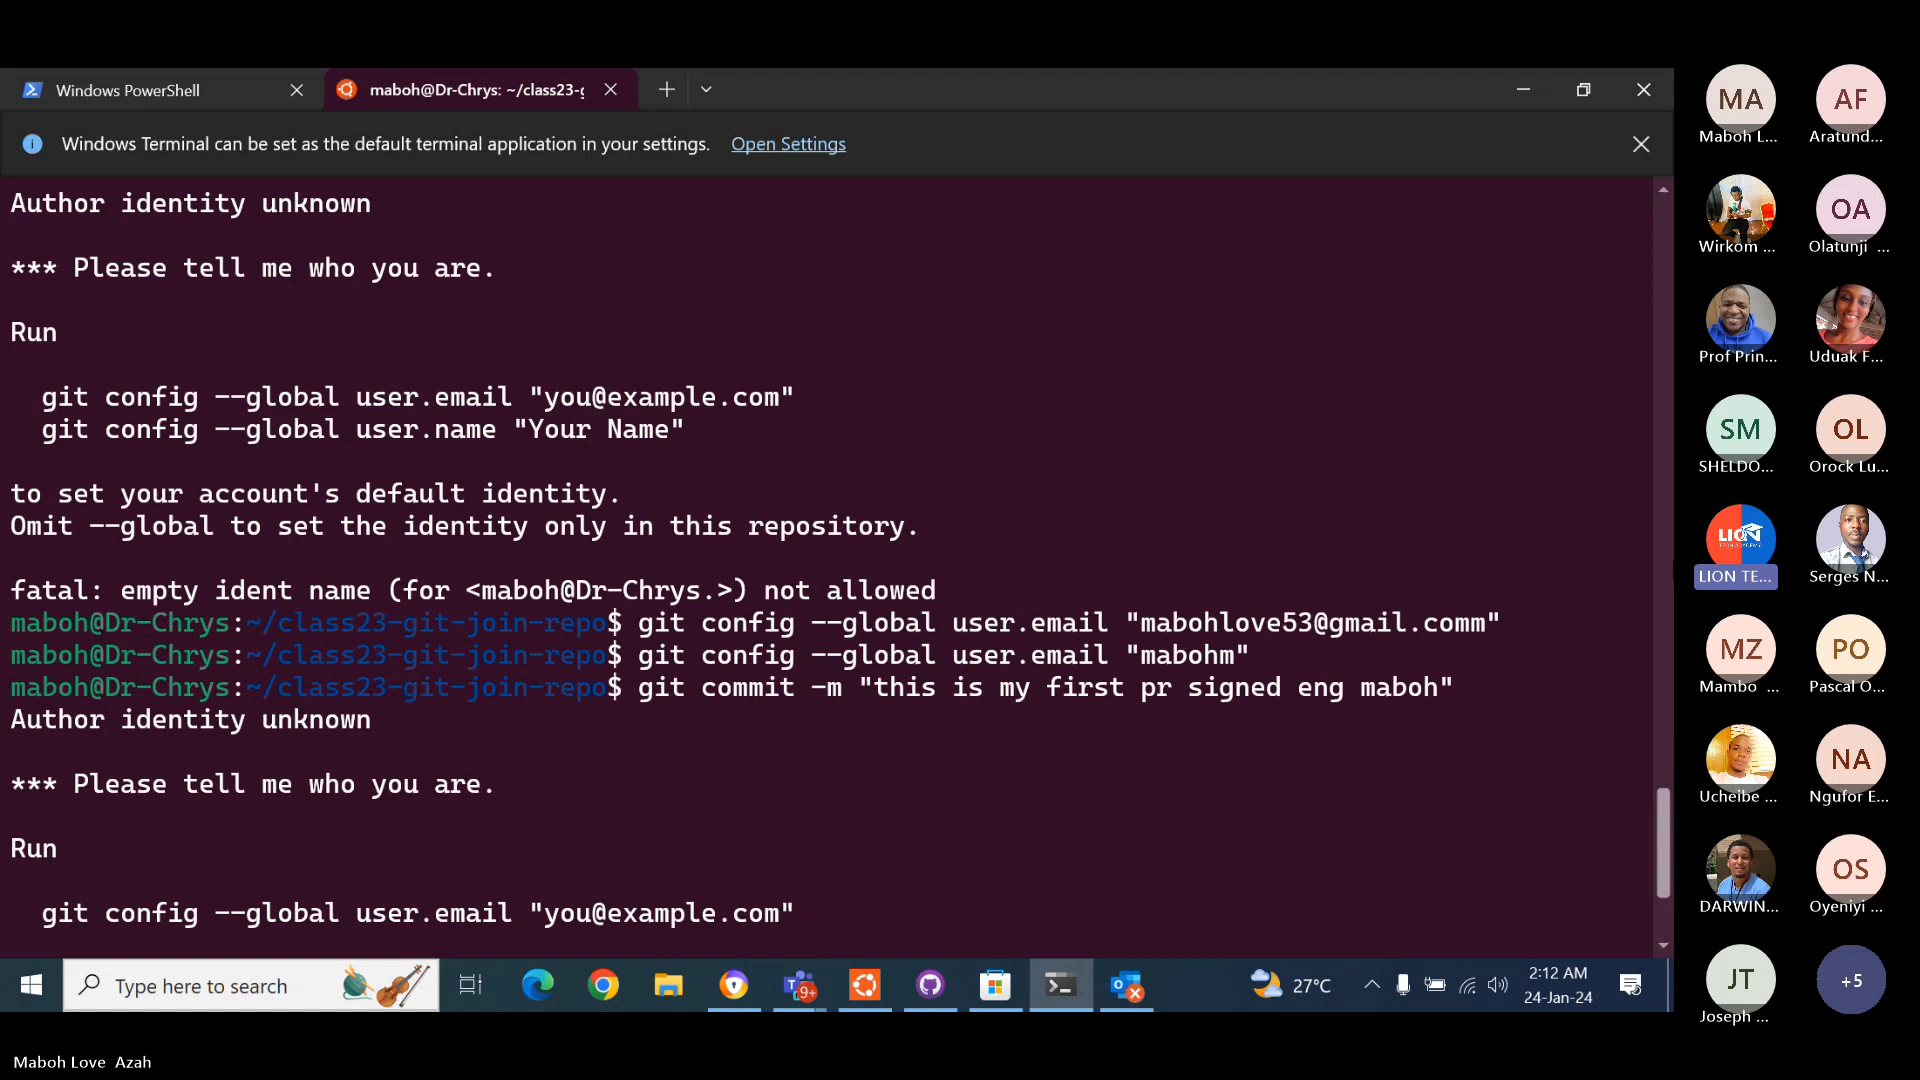 Windows PowerShell
maboh@Dr-Chrys: ~/class23-g
Windows Terminal can be set as the default terminal application in your settings. Open Settings
Author identity unknown
*** Please tell me who you are.
Run
git config --global user.email "you@example.com"
git config --global user.name "Your Name"
to set your account's default identity.
Omit --global to set the identity only in this repository.
fatal: empty ident name (for <maboh@Dr-Chrys.>) not allowed
maboh@Dr-Chrys:~/class23-git-join-repo$ git config --global user.email "mabohlove53@gmail.comm"
maboh@Dr-Chrys:~/class23-git-join-repo$ git config --global user.email "mabohm"
maboh@Dr-Chrys:~/class23-git-join-repo$ git commit -m "this is my first pr signed eng maboh"
Author identity unknown
*** Please tell me who you are.
Run
git config --global user.email "you@example.com"
Type here to search
9+
27°C
2:12 AM
24-Jan-24
MA
Maboh L...
AF
Aratund...
Wirkom ...
OA
Olatunji ...
Prof Prin...
Uduak F...
SM
SHELDO...
OL
Orock Lu...
LION
TECH ACADEMY
LION TE...
Serges N...
MZ
Mambo ...
PO
Pascal O...
Ucheibe ...
NA
Ngufor E...
DARWIN...
OS
Oyeniyi ...
JT
Joseph ...
+5
Maboh Love Azah